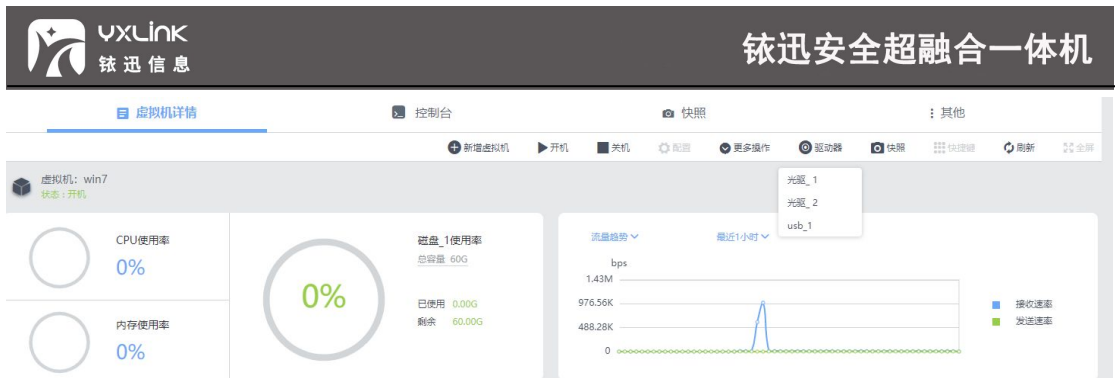 YXLINK
铱迅信息
铱迅安全超融合一体机
虚拟机详情 控制台 快照 其他
新增虚拟机 开机 关机 配置 更多操作 驱动器 快照 快捷键 刷新 全屏
虚拟机：win7
状态：开机
光驱_ 1
光驱_ 2
usb_1
CPU使用率
0%
内存使用率
0%
0%
磁盘_1使用率
总容量 60G
已使用 0.00G
剩余 60.00G
流量趋势 最近1小时
bps
1.43M
976.56K
488.28K
0
接收速率
发送速率